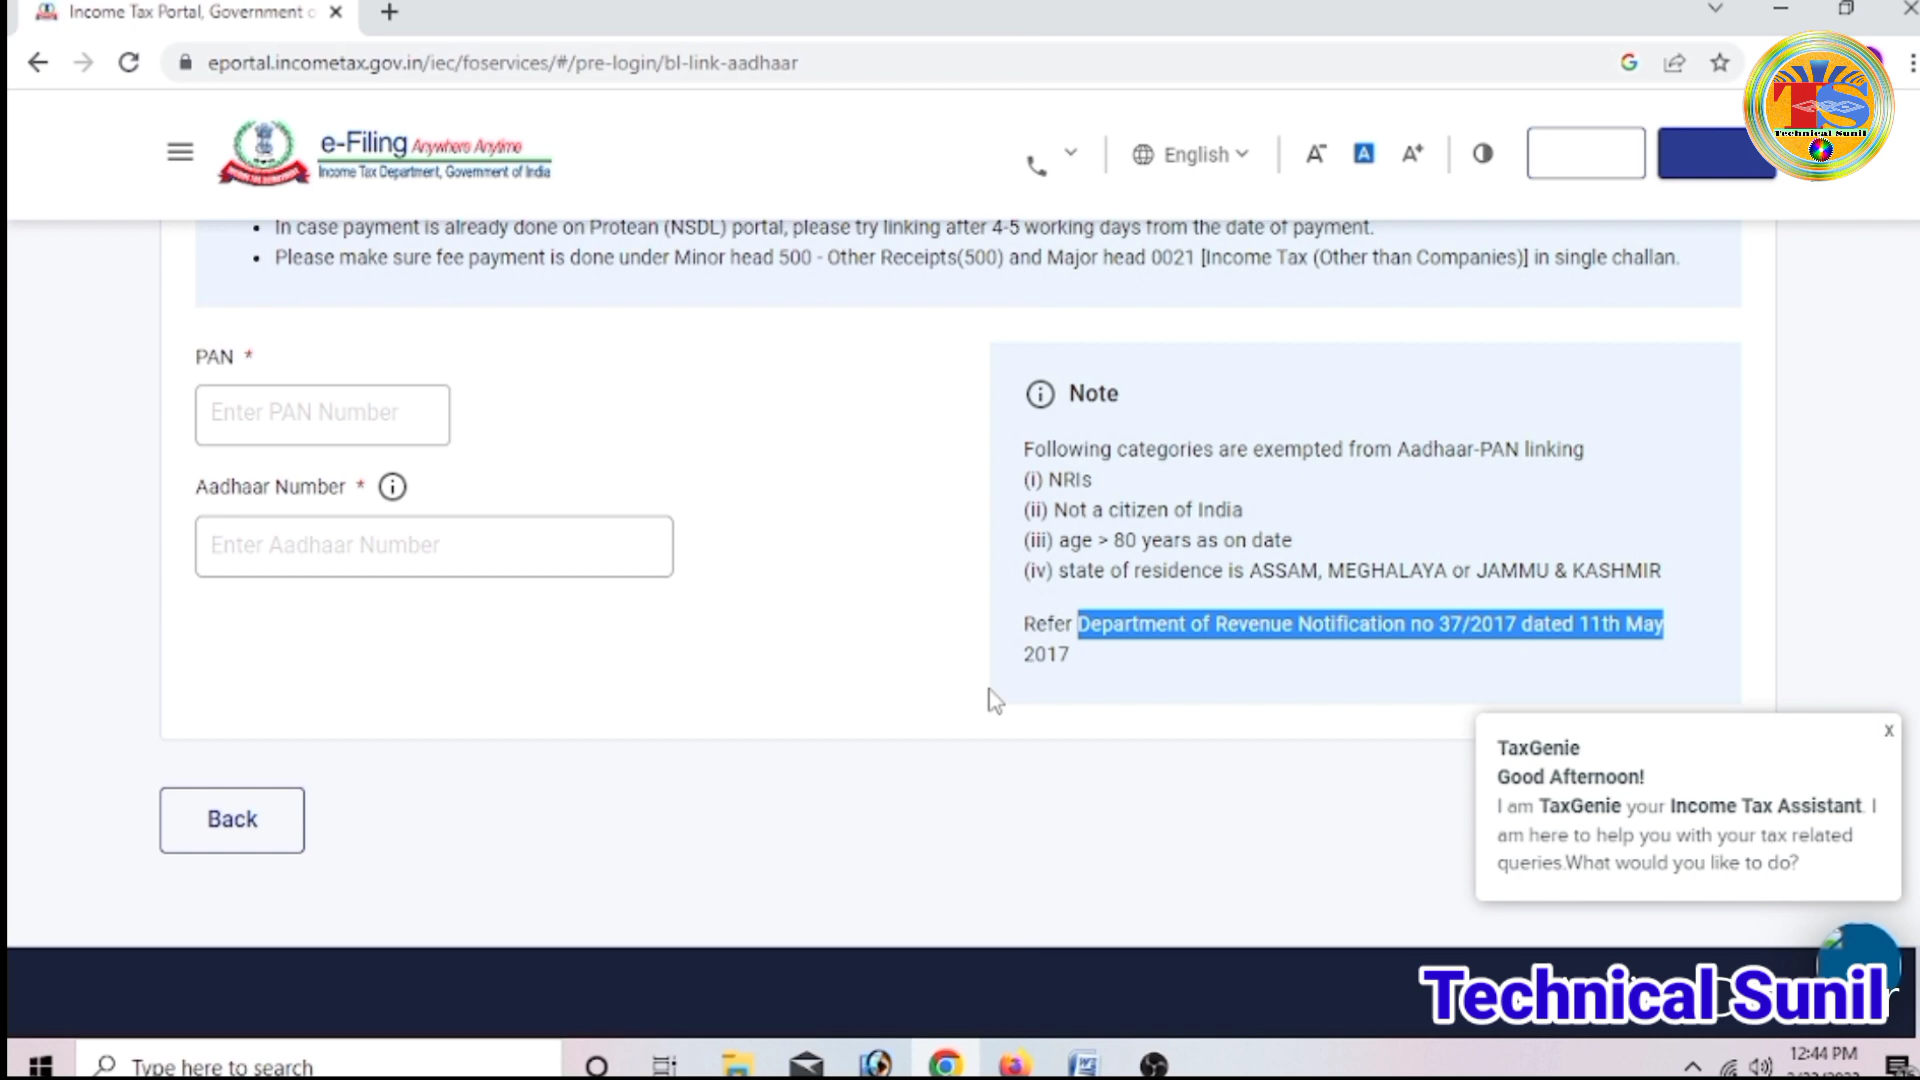 Income Tax Portal, Government
eportal.incometax.gov.in/iec/foservices/#/pre-login/bl-link-aadhaar
e-Filing Anywhere Anytime
Income Tax Department, Government of India
English
A-
A
A+
TS
Technical Sunil
In case payment is already done on Protean (NSDL) portal, please try linking after 4-5 working days from the date of payment.
Please make sure fee payment is done under Minor head 500 - Other Receipts(500) and Major head 0021 [Income Tax (Other than Companies)] in single challan.
PAN *
Enter PAN Number
Aadhaar Number *
Enter Aadhaar Number
Note
Following categories are exempted from Aadhaar-PAN linking
(i) NRIs
(ii) Not a citizen of India
(iii) age > 80 years as on date
(iv) state of residence is ASSAM, MEGHALAYA or JAMMU & KASHMIR
Refer Department of Revenue Notification no 37/2017 dated 11th May
2017
Back
x
TaxGenie
Good Afternoon!
I am TaxGenie your Income Tax Assistant. I
am here to help you with your tax related
queries.What would you like to do?
Technical Sunil
Type here to search
12:44 PM